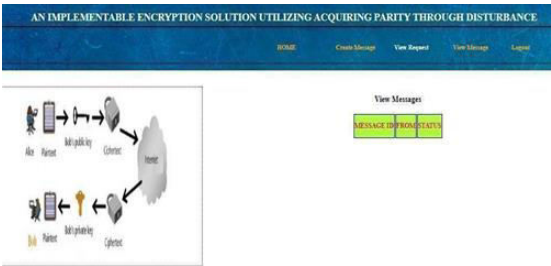 AN IMPLEMENTABLE ENCRYPTION SOLUTION UTILIZING ACQUIRING PARITY THROUGH DISTURBANCE
HOME Create Message View Request View Message Logout
View Messages
MESSAGE ID FROM STATUS
Alice Plaintext Bob's public key Ciphertext
Internet
Bob Plaintext Bob's private key Ciphertext